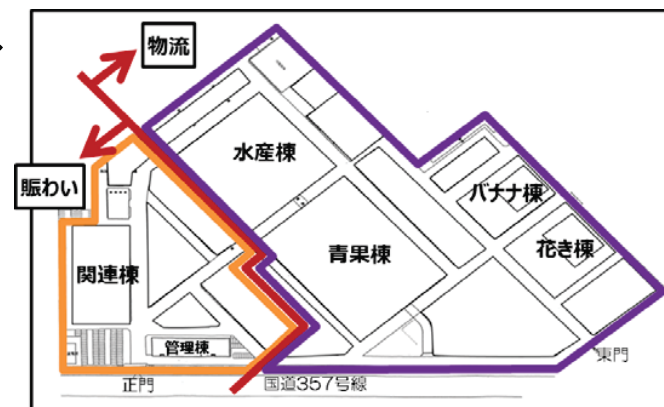 物流
賑わい
水産棟
バナナ棟
青果棟
花き棟
関連棟
管理棟
東門
正門
国道357号線